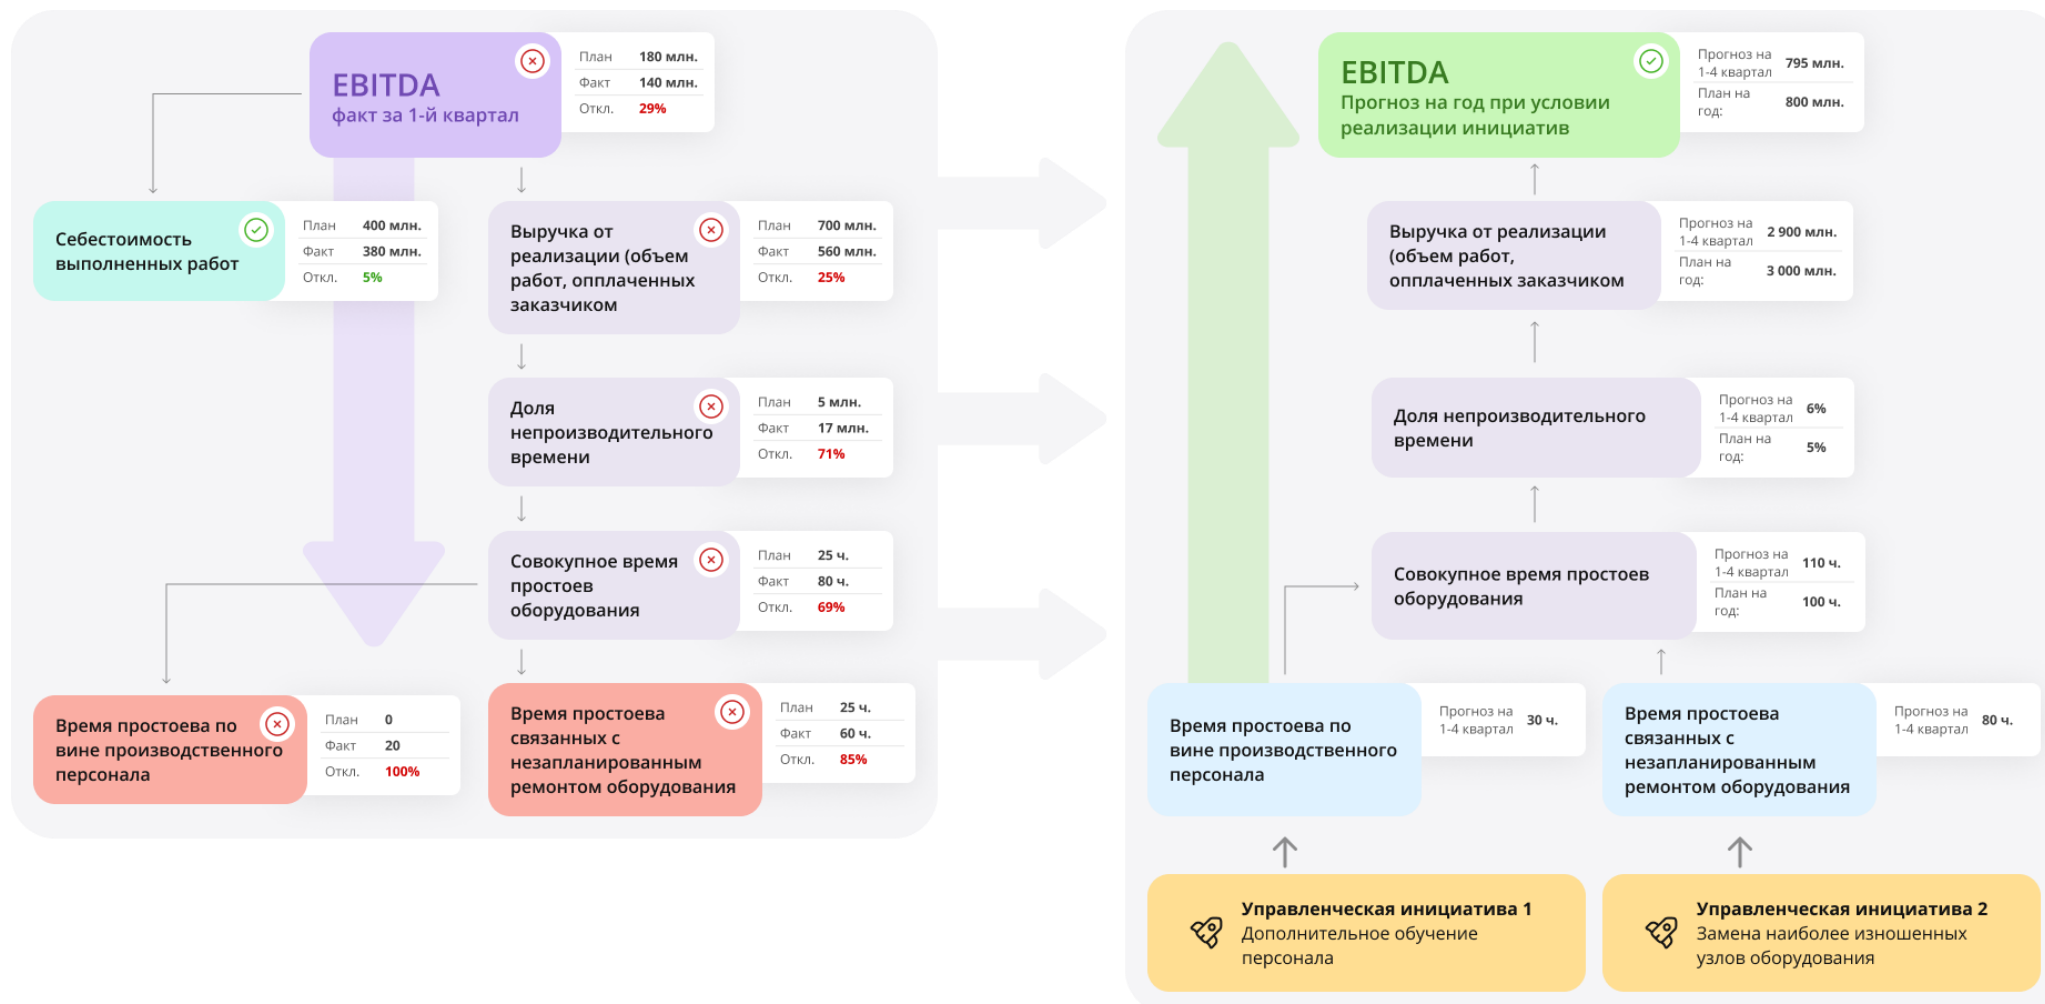 EBITDA
факт за 1-й квартал
План 180 млн.
Факт 140 млн.
Откл. 29%
Себестоимость
выполненных работ
План 400 млн.
Факт 380 млн.
Откл. 5%
Выручка от
реализации (объем
работ, опплаченных
заказчиком
План 700 млн.
Факт 560 млн.
Откл. 25%
Доля
непроизводительного
времени
План 5 млн.
Факт 17 млн.
Откл. 71%
Совокупное время
простоев
оборудования
План 25 ч.
Факт 80 ч.
Откл. 69%
Время простоева по
вине производственного
персонала
План 0
Факт 20
Откл. 100%
Время простоева
связанных с
незапланированным
ремонтом оборудования
План 25 ч.
Факт 60 ч.
Откл. 85%
EBITDA
Прогноз на год при условии
реализации инициатив
Прогноз на
1-4 квартал 795 млн.
План на
год: 800 млн.
Выручка от реализации
(объем работ,
опплаченных заказчиком
Прогноз на
1-4 квартал 2 900 млн.
План на
год: 3 000 млн.
Доля непроизводительного
времени
Прогноз на
1-4 квартал 6%
План на
год: 5%
Совокупное время простоев
оборудования
Прогноз на
1-4 квартал 110 ч.
План на
год: 100 ч.
Время простоева по
вине производственного
персонала
Прогноз на
1-4 квартал 30 ч.
Время простоева
связанных с
незапланированным
ремонтом оборудования
Прогноз на
1-4 квартал 80 ч.
Управленческая инициатива 1
Дополнительное обучение
персонала
Управленческая инициатива 2
Замена наиболее изношенных
узлов оборудования